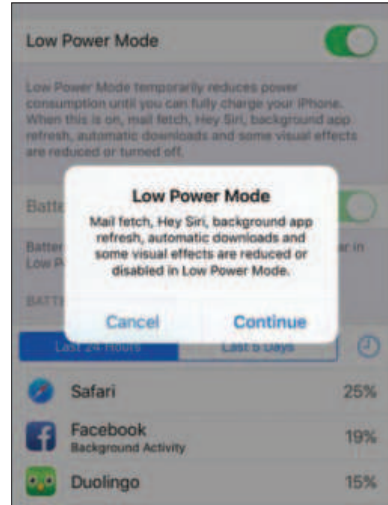 Low Power Mode
Low Power Mode temporarily reduces power
consumption until you can fully charge your iPhone.
When this is on, mail fetch, Hey Siri, background app
refresh, automatic downloads and some visual effects
are reduced or turned off.
Low Power Mode
Mail fetch, Hey Siri, background app
refresh, automatic downloads and
some visual effects are reduced or
disabled in Low Power Mode.
Cancel
Continue
Last 24 Hours
Last 5 Days
Safari
25%
Facebook
19%
Background Activity
Duolingo
15%